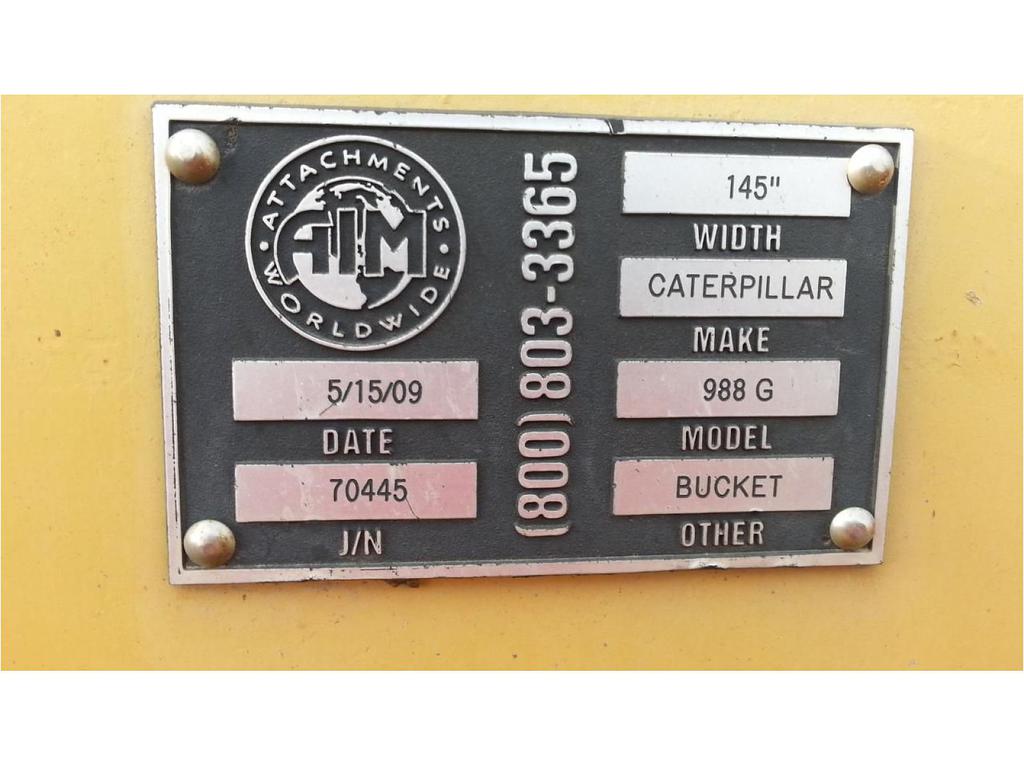 ATTACHMENTS
AIM
WORLDWIDE
5/15/09
DATE
70445
J/N
(800) 803-3365
145"
WIDTH
CATERPILLAR
MAKE
988 G
MODEL
BUCKET
OTHER